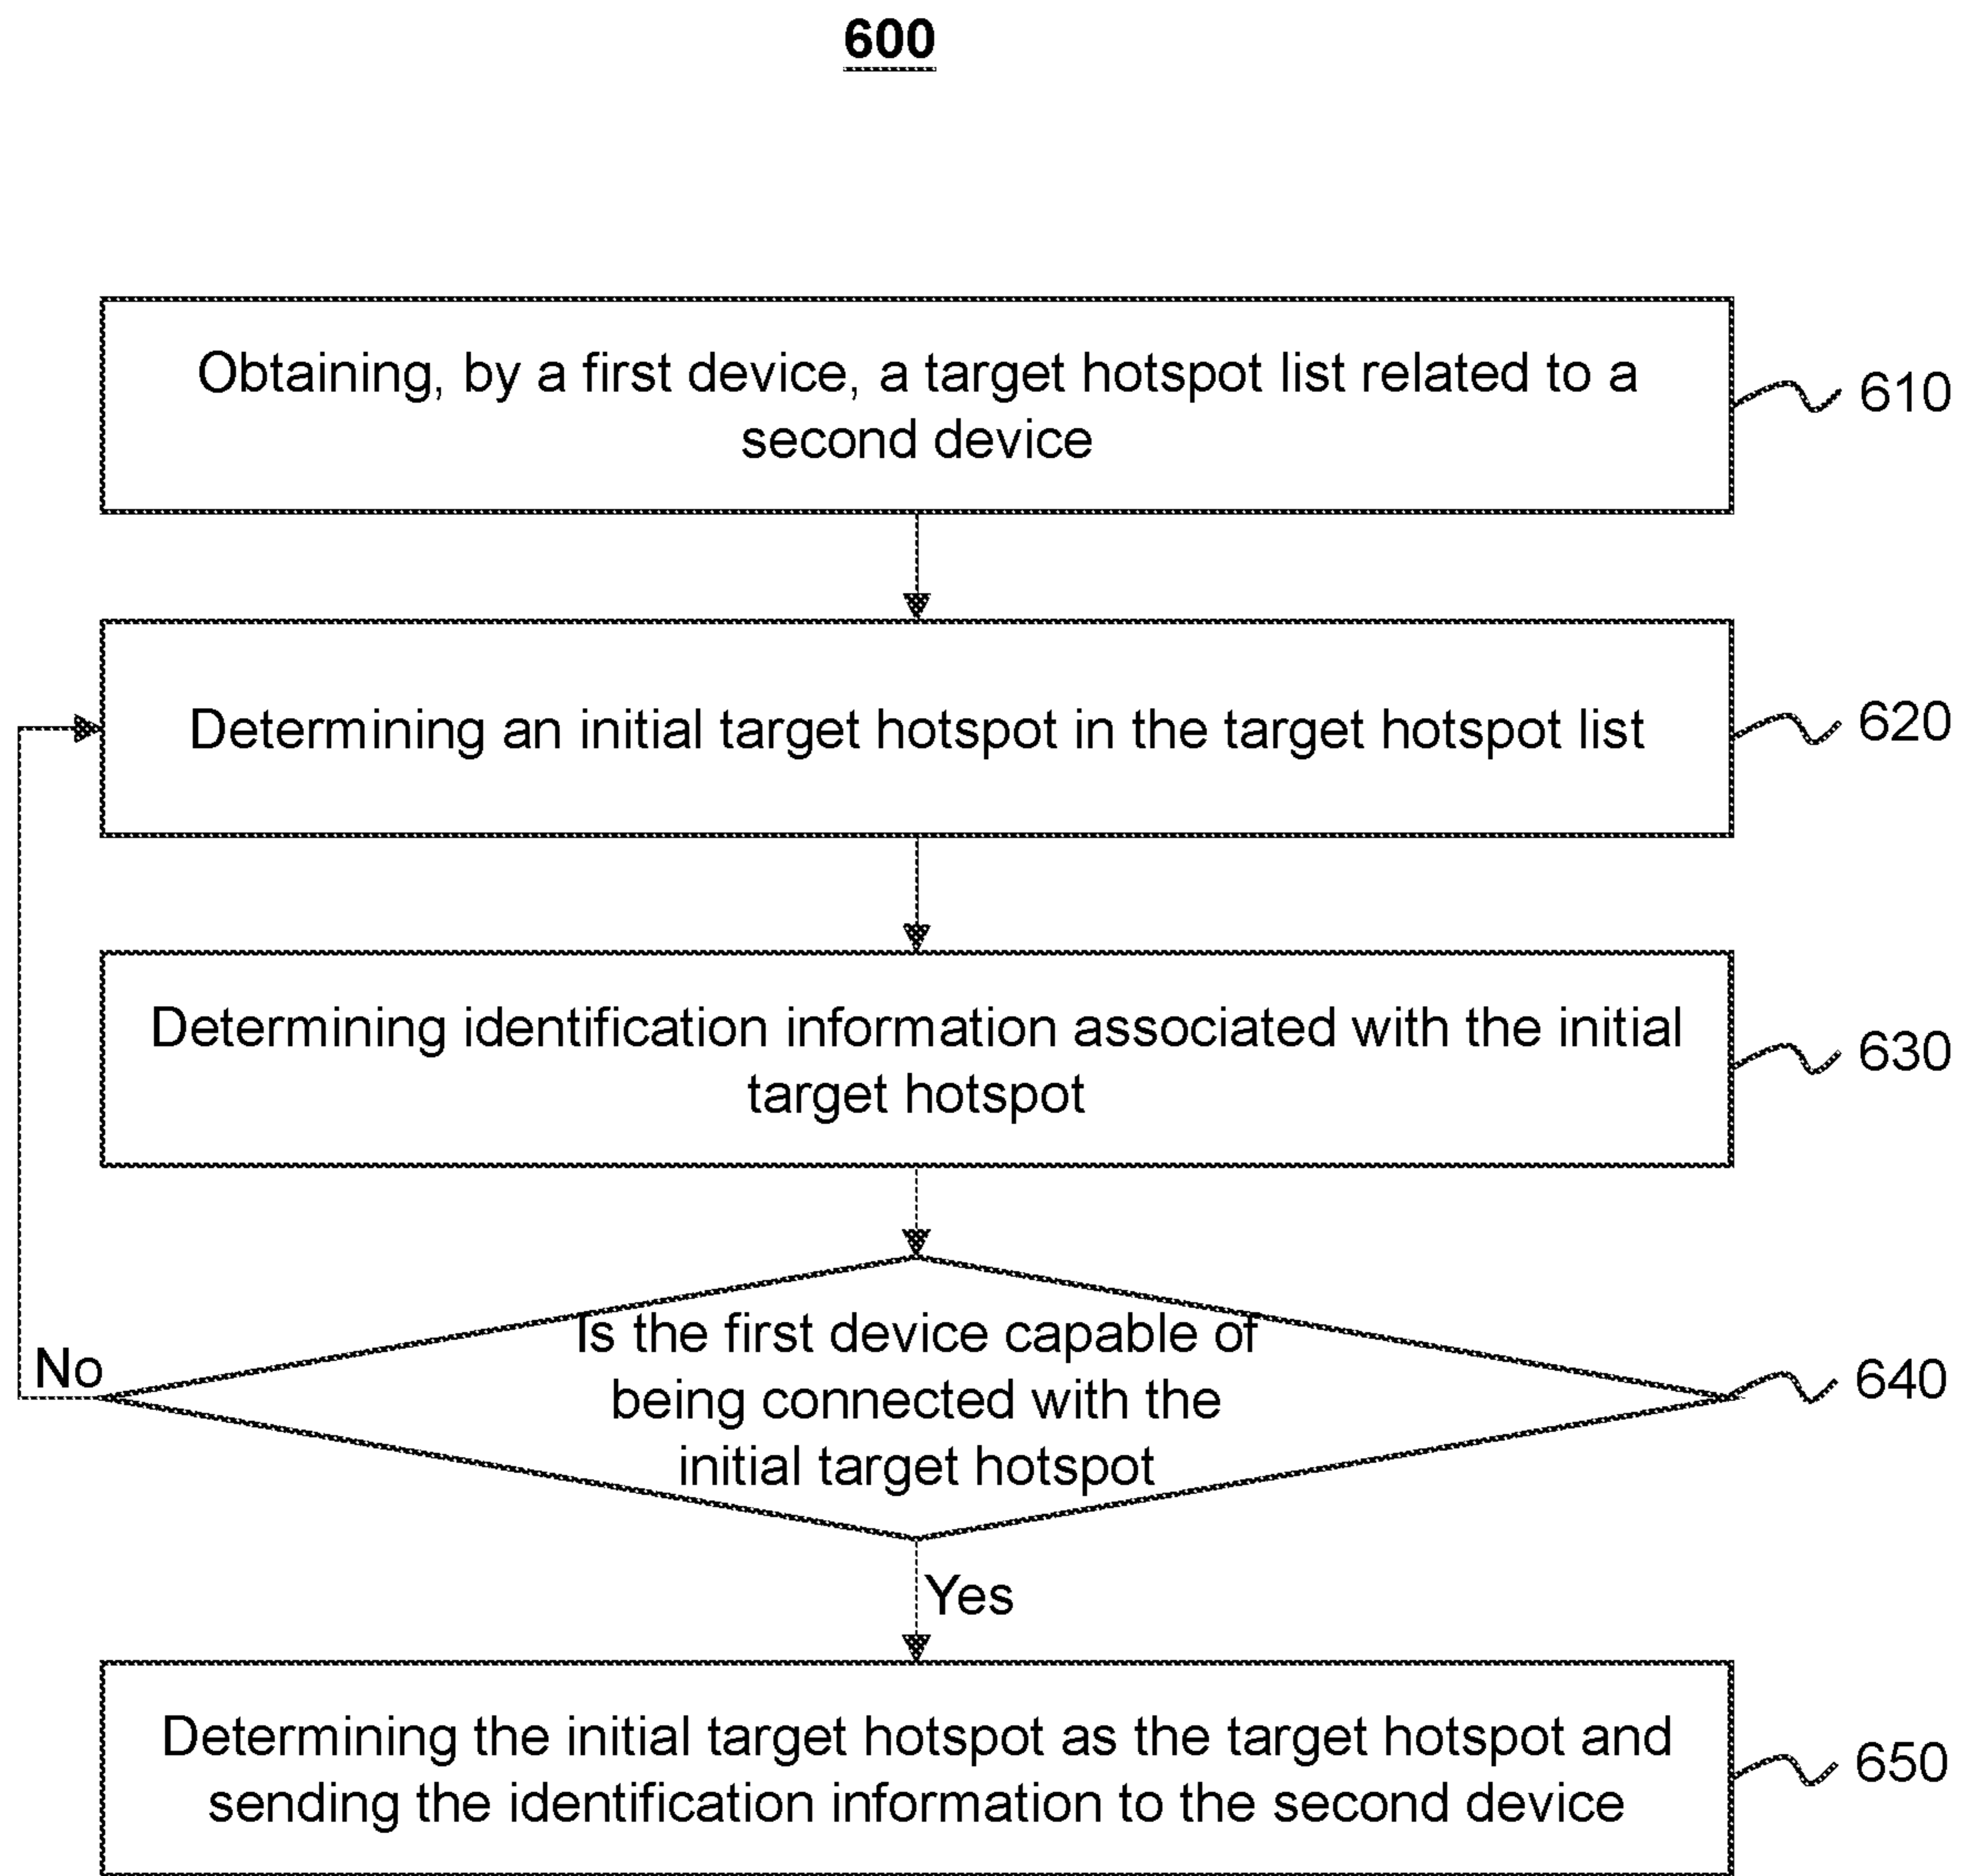 600
Obtaining, by a first device, a target hotspot list related to a
second device
610
Determining an initial target hotspot in the target hotspot list
620
Determining identification information associated with the initial
target hotspot
630
Is the first device capable of
being connected with the
initial target hotspot
No
640
Yes
Determining the initial target hotspot as the target hotspot and
sending the identification information to the second device
650